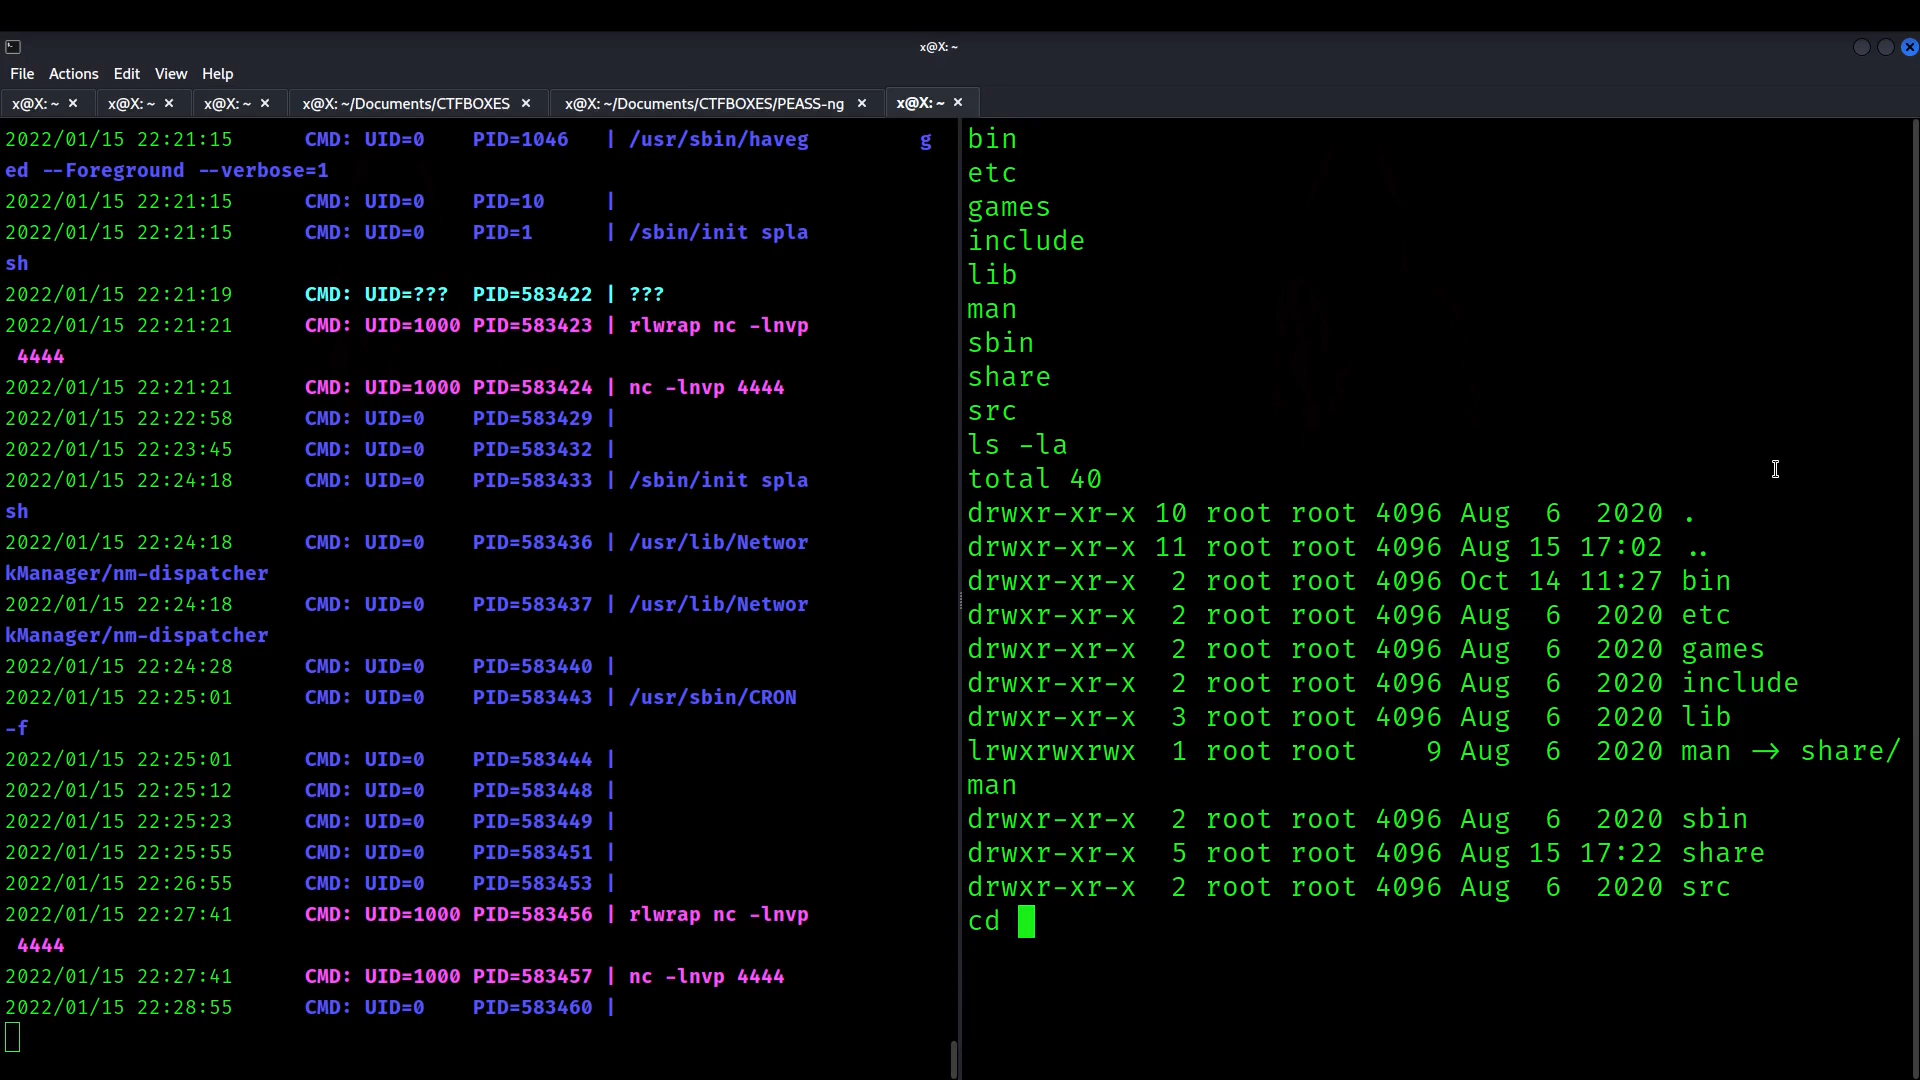 x@X: ~
File Actions Edit View Help
x@X: ~ × x@X: ~ × x@X: ~ × x@X: ~/Documents/CTFBOXES × x@X: ~/Documents/CTFBOXES/PEASS-ng × x@X: ~ ×
2022/01/15 22:21:15 CMD: UID=0 PID=1046 | /usr/sbin/haveg g
ed --Foreground --verbose=1
2022/01/15 22:21:15 CMD: UID=0 PID=10 |
2022/01/15 22:21:15 CMD: UID=0 PID=1 | /sbin/init spla
sh
2022/01/15 22:21:19 CMD: UID=??? PID=583422 | ???
2022/01/15 22:21:21 CMD: UID=1000 PID=583423 | rlwrap nc -lnvp
4444
2022/01/15 22:21:21 CMD: UID=1000 PID=583424 | nc -lnvp 4444
2022/01/15 22:22:58 CMD: UID=0 PID=583429 |
2022/01/15 22:23:45 CMD: UID=0 PID=583432 |
2022/01/15 22:24:18 CMD: UID=0 PID=583433 | /sbin/init spla
sh
2022/01/15 22:24:18 CMD: UID=0 PID=583436 | /usr/lib/Networ
kManager/nm-dispatcher
2022/01/15 22:24:18 CMD: UID=0 PID=583437 | /usr/lib/Networ
kManager/nm-dispatcher
2022/01/15 22:24:28 CMD: UID=0 PID=583440 |
2022/01/15 22:25:01 CMD: UID=0 PID=583443 | /usr/sbin/CRON
-f
2022/01/15 22:25:01 CMD: UID=0 PID=583444 |
2022/01/15 22:25:12 CMD: UID=0 PID=583448 |
2022/01/15 22:25:23 CMD: UID=0 PID=583449 |
2022/01/15 22:25:55 CMD: UID=0 PID=583451 |
2022/01/15 22:26:55 CMD: UID=0 PID=583453 |
2022/01/15 22:27:41 CMD: UID=1000 PID=583456 | rlwrap nc -lnvp
4444
2022/01/15 22:27:41 CMD: UID=1000 PID=583457 | nc -lnvp 4444
2022/01/15 22:28:55 CMD: UID=0 PID=583460 |
bin
etc
games
include
lib
man
sbin
share
src
ls -la
total 40
drwxr-xr-x 10 root root 4096 Aug 6 2020 .
drwxr-xr-x 11 root root 4096 Aug 15 17:02 ..
drwxr-xr-x 2 root root 4096 Oct 14 11:27 bin
drwxr-xr-x 2 root root 4096 Aug 6 2020 etc
drwxr-xr-x 2 root root 4096 Aug 6 2020 games
drwxr-xr-x 2 root root 4096 Aug 6 2020 include
drwxr-xr-x 3 root root 4096 Aug 6 2020 lib
lrwxrwxrwx 1 root root 9 Aug 6 2020 man → share/
man
drwxr-xr-x 2 root root 4096 Aug 6 2020 sbin
drwxr-xr-x 5 root root 4096 Aug 15 17:22 share
drwxr-xr-x 2 root root 4096 Aug 6 2020 src
cd